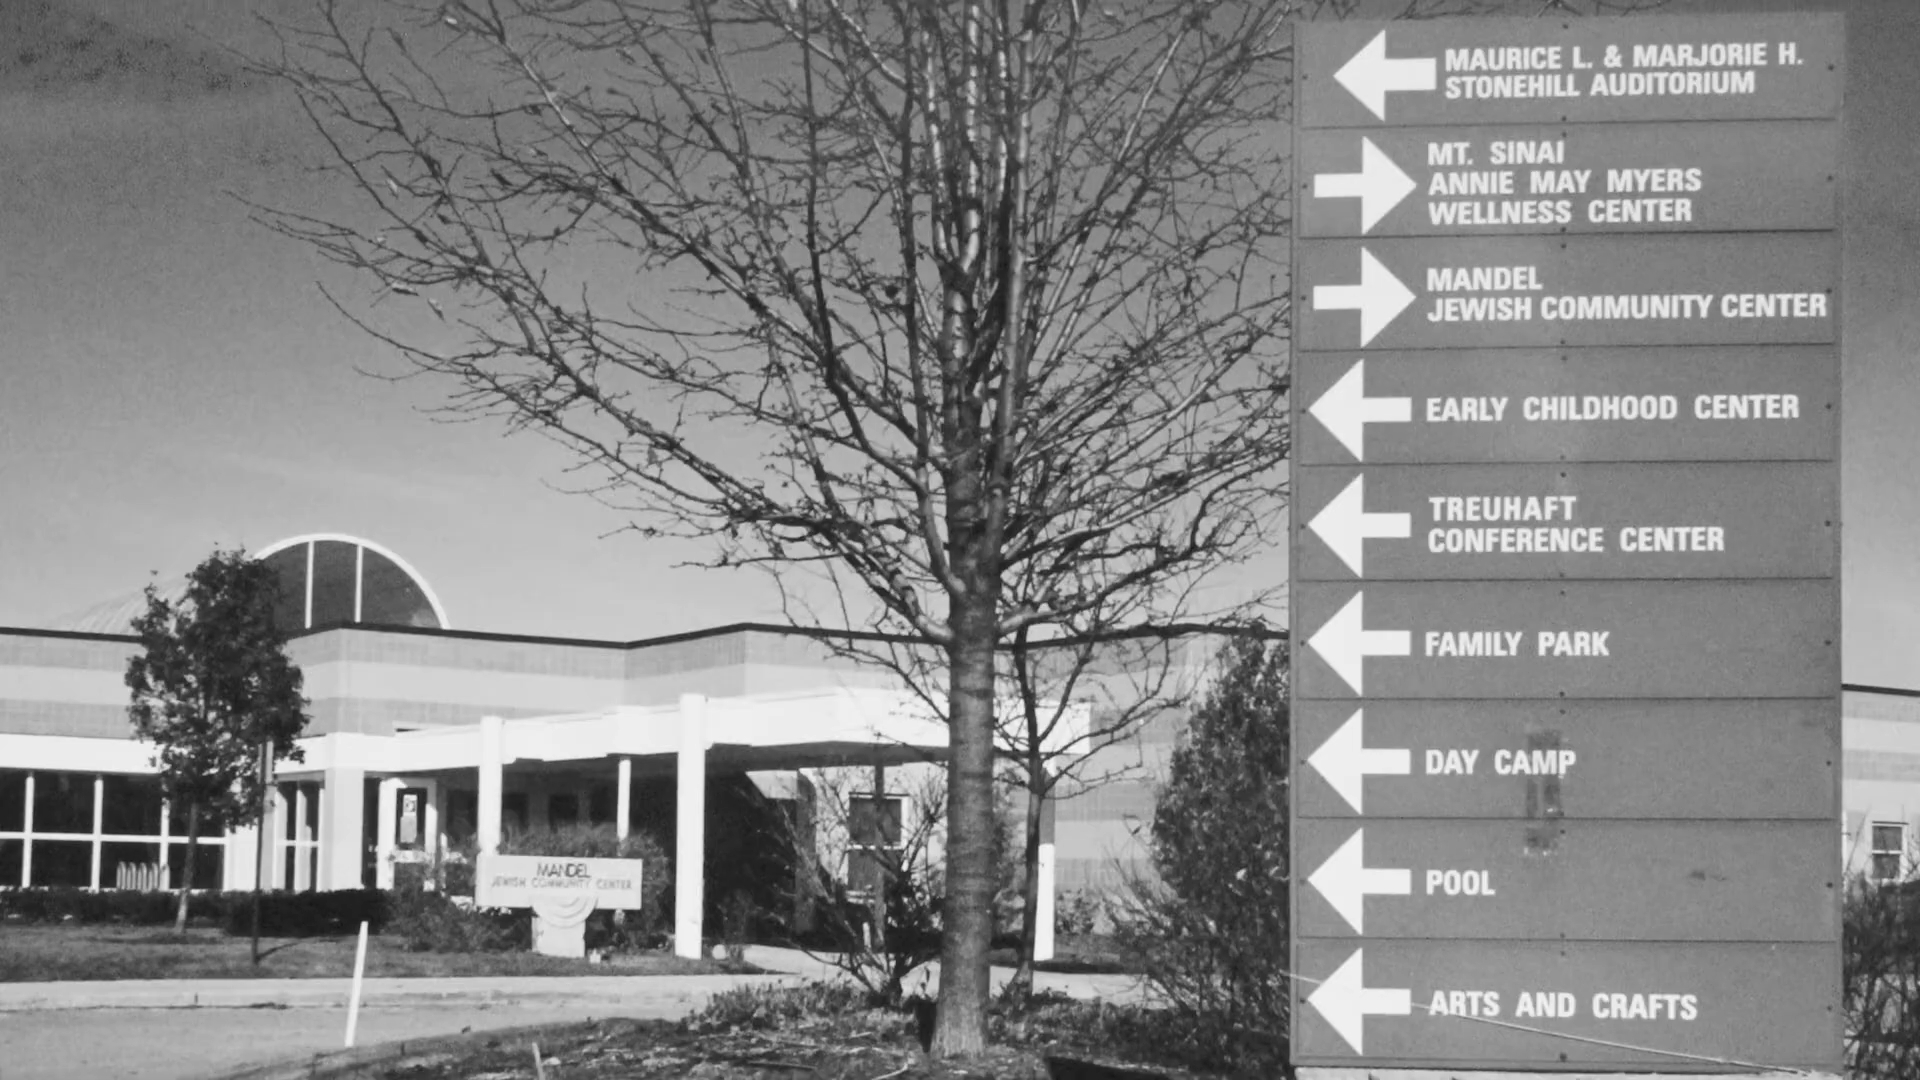 MAURICE L. & MARJORIE H.
STONEHILL AUDITORIUM
MT. SINAI
ANNIE MAY MYERS
WELLNESS CENTER
MANDEL
JEWISH COMMUNITY CENTER
EARLY CHILDHOOD CENTER
TREUHAFT
CONFERENCE CENTER
FAMILY PARK
DAY CAMP
POOL
ARTS AND CRAFTS
MANDEL
JEWISH COMMUNITY CENTER